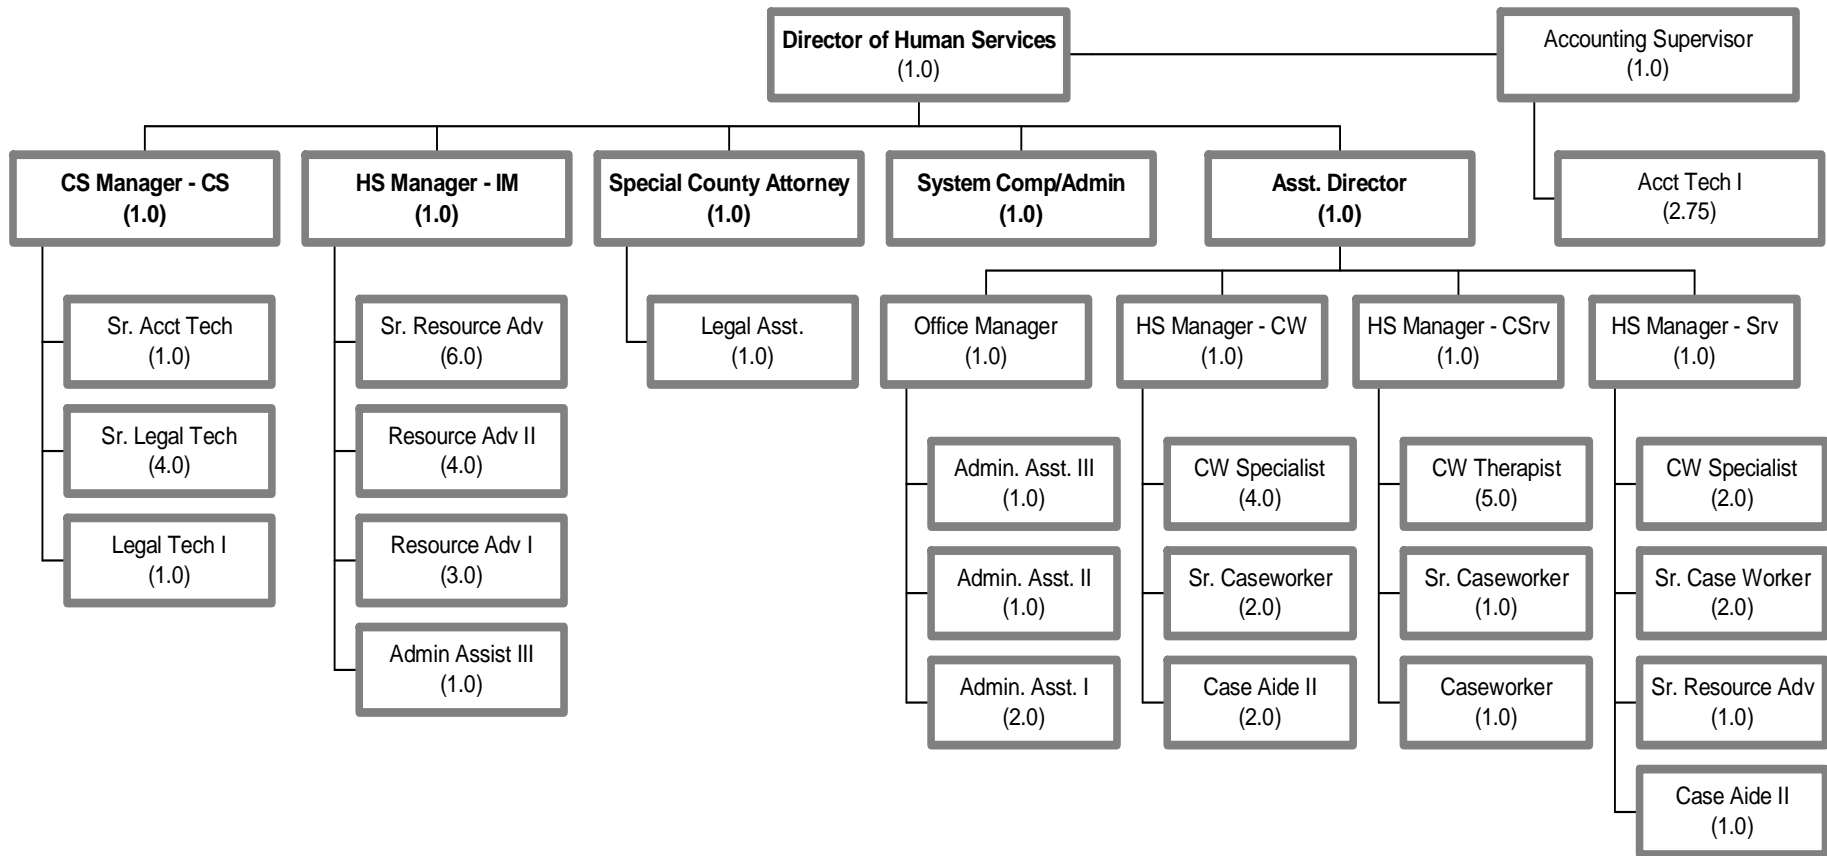 Director of Human Services
(1.0)
Accounting Supervisor
(1.0)
CS Manager - CS
(1.0)
HS Manager - IM
(1.0)
Special County Attorney
(1.0)
System Comp/Admin
(1.0)
Asst. Director
(1.0)
Acct Tech I
(2.75)
Sr. Acct Tech
(1.0)
Sr. Legal Tech
(4.0)
Legal Tech I
(1.0)
Sr. Resource Adv
(6.0)
Resource Adv II
(4.0)
Resource Adv I
(3.0)
Admin Assist III
(1.0)
Legal Asst.
(1.0)
Office Manager
(1.0)
HS Manager - CW
(1.0)
HS Manager - CSrv
(1.0)
HS Manager - Srv
(1.0)
Admin. Asst. III
(1.0)
Admin. Asst. II
(1.0)
Admin. Asst. I
(2.0)
CW Specialist
(4.0)
Sr. Caseworker
(2.0)
Case Aide II
(2.0)
CW Therapist
(5.0)
Sr. Caseworker
(1.0)
Caseworker
(1.0)
CW Specialist
(2.0)
Sr. Case Worker
(2.0)
Sr. Resource Adv
(1.0)
Case Aide II
(1.0)